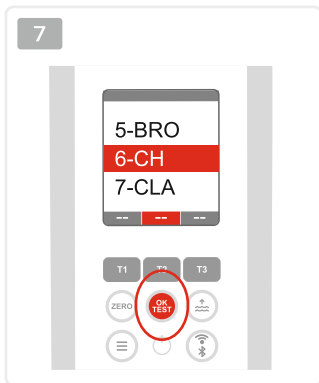 7
5-BRO
6-CH
7-CLA
-- -- --
T1 T2 T3
ZERO
OK
TEST